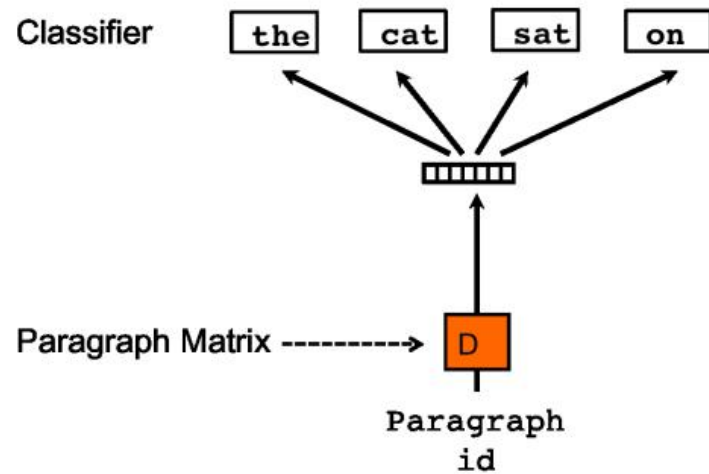 Classifier the cat sat on
Paragraph Matrix D
Paragraph
id